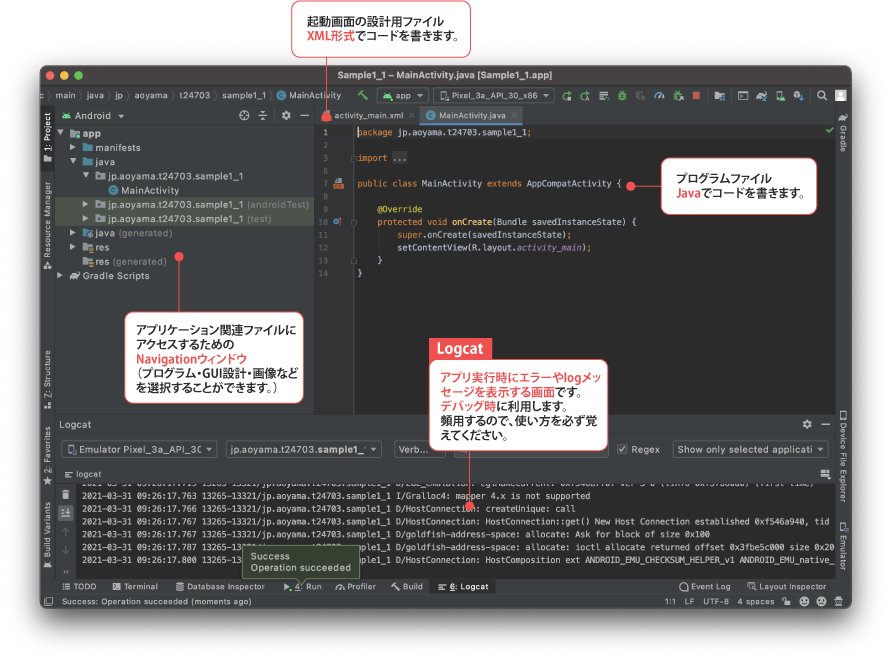 起動画面の設計用ファイル
XML形式でコードを書きます。
Sample1_1 – MainActivity.java [Sample1_1.app]
main java jp aoyama t24703 sample1_1 MainActivity app Pixel_3a_API_30_x86
Android
activity_main.xml MainActivity.java
1: Project
Resource Manager
Z: Structure
2: Favorites
Build Variants
Gradle
Device File Explorer
Emulator
app
manifests
java
jp.aoyama.t24703.sample1_1
MainActivity
jp.aoyama.t24703.sample1_1 (androidTest)
jp.aoyama.t24703.sample1_1 (test)
java (generated)
res
res (generated)
Gradle Scripts
1 package jp.aoyama.t24703.sample1_1;
2
3 import ...
6
7 public class MainActivity extends AppCompatActivity {
8
9 @Override
10 protected void onCreate(Bundle savedInstanceState) {
11 super.onCreate(savedInstanceState);
12 setContentView(R.layout.activity_main);
13 }
14 }
プログラムファイル
Javaでコードを書きます。
アプリケーション関連ファイルに
アクセスするための
Navigationウィンドウ
（プログラム・GUI設計・画像など
を選択することができます。）
Logcat
アプリ実行時にエラーやlogメッ
セージを表示する画面です。
デバッグ時に利用します。
頻用するので、使い方を必ず覚
えてください。
Logcat
Emulator Pixel_3a_API_30 jp.aoyama.t24703.sample1_ Verb... Regex Show only selected applicati
logcat
2021-03-31 09:26:17.763 13265-13321/jp.aoyama.t24703.sample1_1 I/Gralloc4: mapper 4.x is not supported
2021-03-31 09:26:17.766 13265-13321/jp.aoyama.t24703.sample1_1 D/HostConnection: createUnique: call
2021-03-31 09:26:17.767 13265-13321/jp.aoyama.t24703.sample1_1 D/HostConnection: HostConnection::get() New Host Connection established 0xf546a940, tid
2021-03-31 09:26:17.767 13265-13321/jp.aoyama.t24703.sample1_1 D/goldfish-address-space: allocate: Ask for block of size 0x100
2021-03-31 09:26:17.787 13265-13321/jp.aoyama.t24703.sample1_1 D/goldfish-address-space: allocate: ioctl allocate returned offset 0x3fbe5c000 size 0x20
2021-03-31 09:26:17.800 13265-13321/jp.aoyama.t24703.sample1_1 D/HostConnection: HostComposition ext ANDROID_EMU_CHECKSUM_HELPER_v1 ANDROID_EMU_native_
Success
Operation succeeded
TODO Terminal Database Inspector 4: Run Profiler Build 6: Logcat Event Log Layout Inspector
Success: Operation succeeded (moments ago) 1:1 LF UTF-8 4 spaces